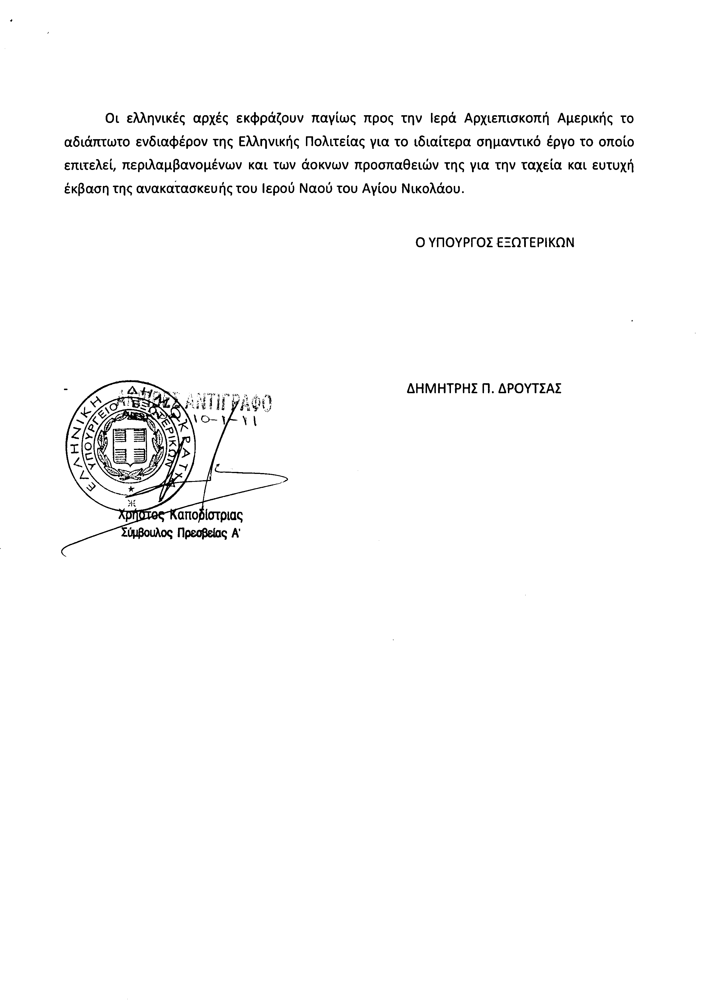 Οι ελληνικές αρχές εκφράζουν παγίως προς την Ιερά Αρχιεπισκοπή Αμερικής το
αδιάπτωτο ενδιαφέρον της Ελληνικής Πολιτείας για το ιδιαίτερα σημαντικό έργο το οποίο
επιτελεί, περιλαμβανομένων και των άοκνων προσπαθειών της για την ταχεία και ευτυχή
έκβαση της ανακατασκευής του Ιερού Ναού του Αγίου Νικολάου.
Ο ΥΠΟΥΡΓΟΣ ΕΞΩΤΕΡΙΚΩΝ
ΔΗΜΗΤΡΗΣ Π. ΔΡΟΥΤΣΑΣ
ΑΚΡΙΒΕΣ ΑΝΤΙΓΡΑΦΟ
10-1-11
ΕΛΛΗΝΙΚΗ ΔΗΜΟΚΡΑΤΙΑ
ΥΠΟΥΡΓΕΙΟ ΕΞΩΤΕΡΙΚΩΝ
Χρήστος Καποδίστριας
Σύμβουλος Πρεσβείας Α'